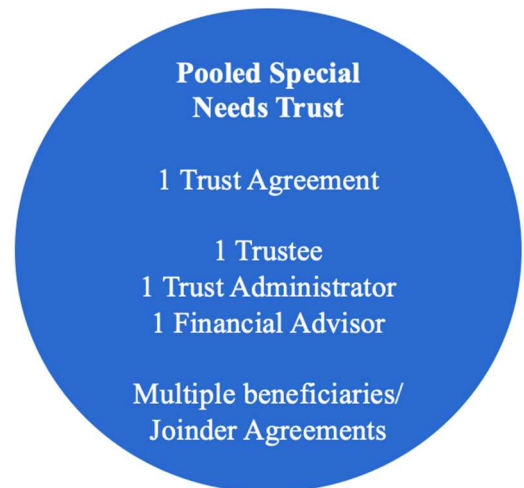 Pooled Special
Needs Trust
1 Trust Agreement
1 Trustee
1 Trust Administrator
1 Financial Advisor
Multiple beneficiaries/
Joinder Agreements